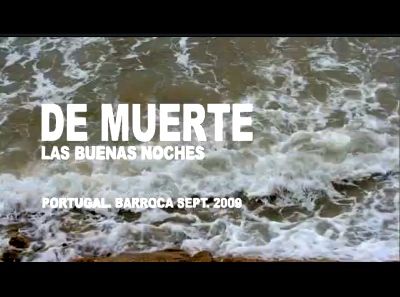 DE MUERTE
LAS BUENAS NOCHES
PORTUGAL. BARROCA SEPT. 2009